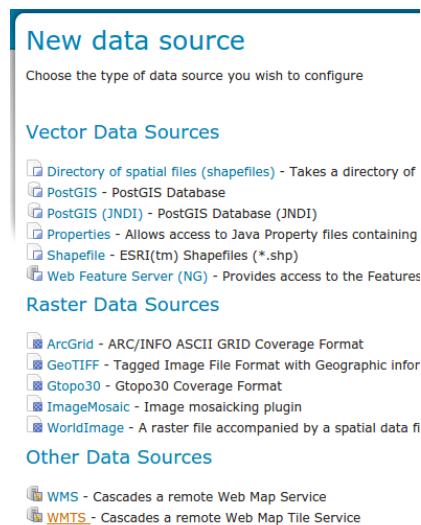 New data source
Choose the type of data source you wish to configure
Vector Data Sources
Directory of spatial files (shapefiles) - Takes a directory of
PostGIS - PostGIS Database
PostGIS (JNDI) - PostGIS Database (JNDI)
Properties - Allows access to Java Property files containing
Shapefile - ESRI(tm) Shapefiles (*.shp)
Web Feature Server (NG) - Provides access to the Features
Raster Data Sources
ArcGrid - ARC/INFO ASCII GRID Coverage Format
GeoTIFF - Tagged Image File Format with Geographic infor
Gtopo30 - Gtopo30 Coverage Format
ImageMosaic - Image mosaicking plugin
WorldImage - A raster file accompanied by a spatial data fi
Other Data Sources
WMS - Cascades a remote Web Map Service
WMTS - Cascades a remote Web Map Tile Service